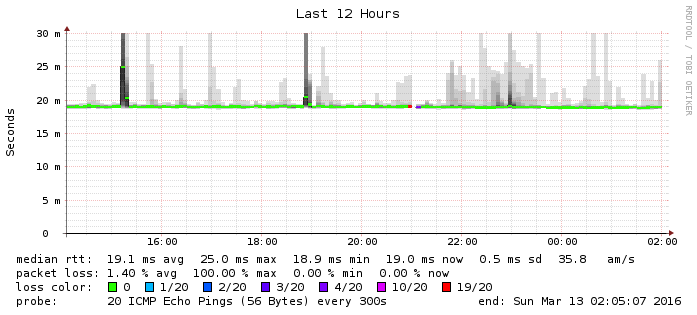 Last 12 Hours
RRDTOOL / TOBI OETIKER
Seconds
30 m
25 m
20 m
15 m
10 m
5 m
0
16:00 18:00 20:00 22:00 00:00 02:00
median rtt: 19.1 ms avg 25.0 ms max 18.9 ms min 19.0 ms now 0.5 ms sd 35.8 am/s
packet loss: 1.40 % avg 100.00 % max 0.00 % min 0.00 % now
loss color: 0 1/20 2/20 3/20 4/20 10/20 19/20
probe: 20 ICMP Echo Pings (56 Bytes) every 300s end: Sun Mar 13 02:05:07 2016